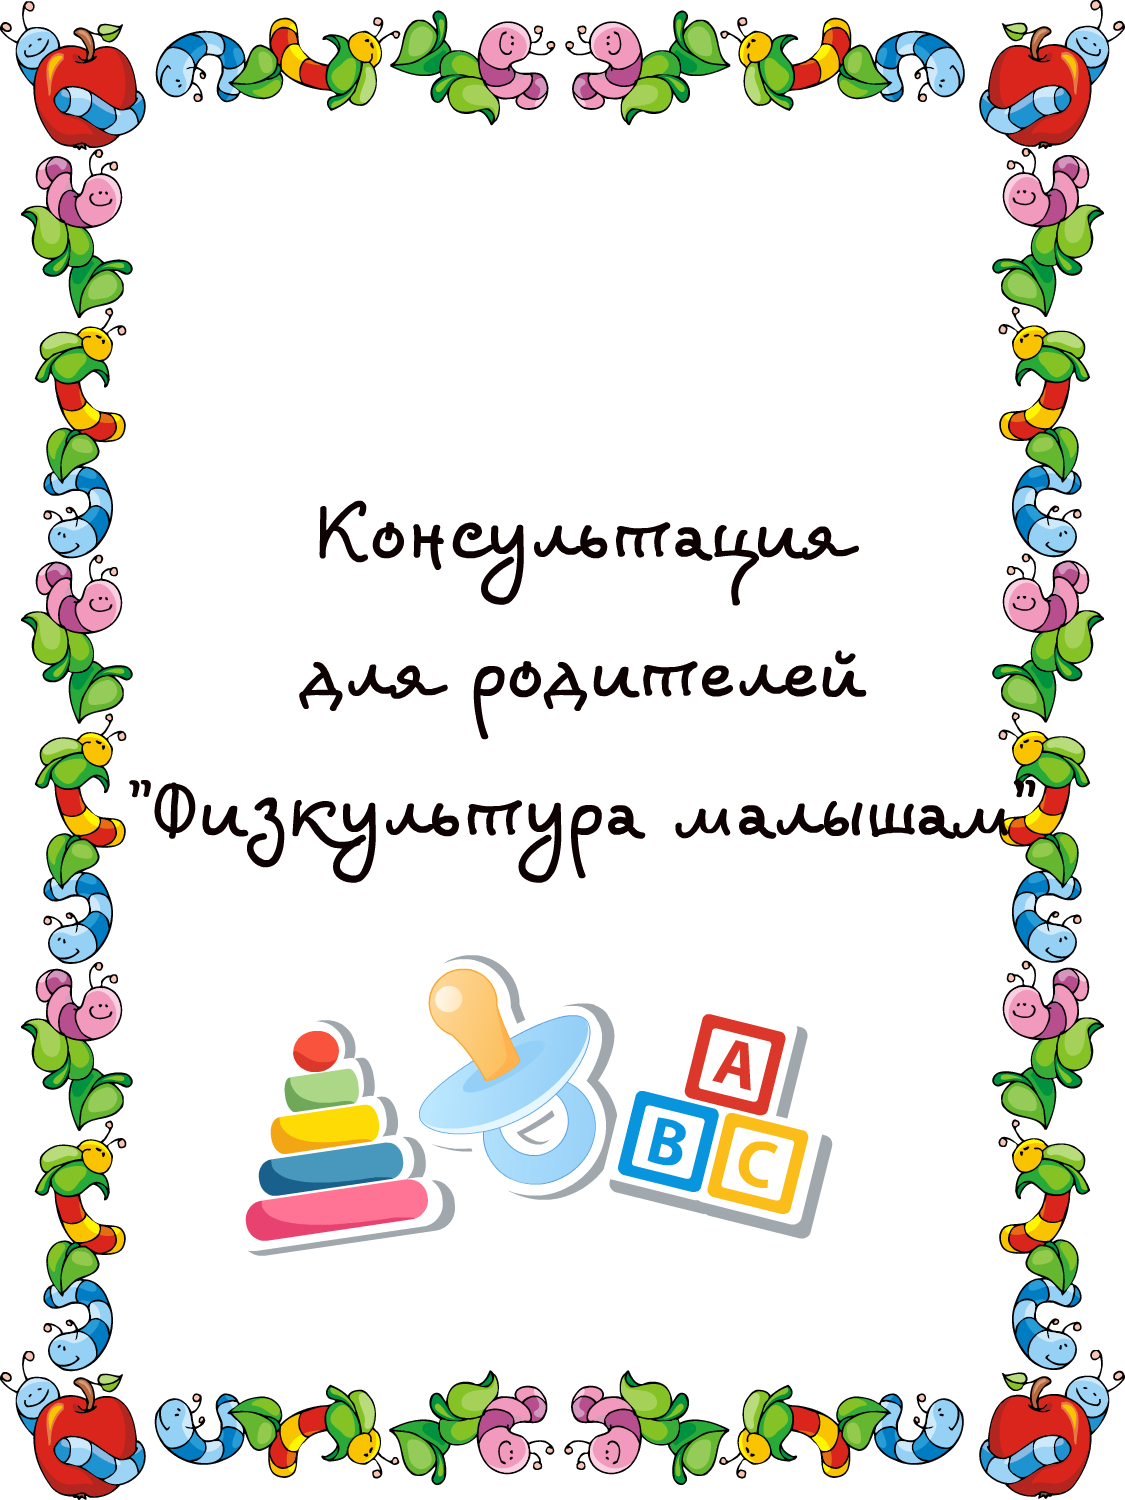 Консультация
для родителей
"Физкультура малышам"
A
B C